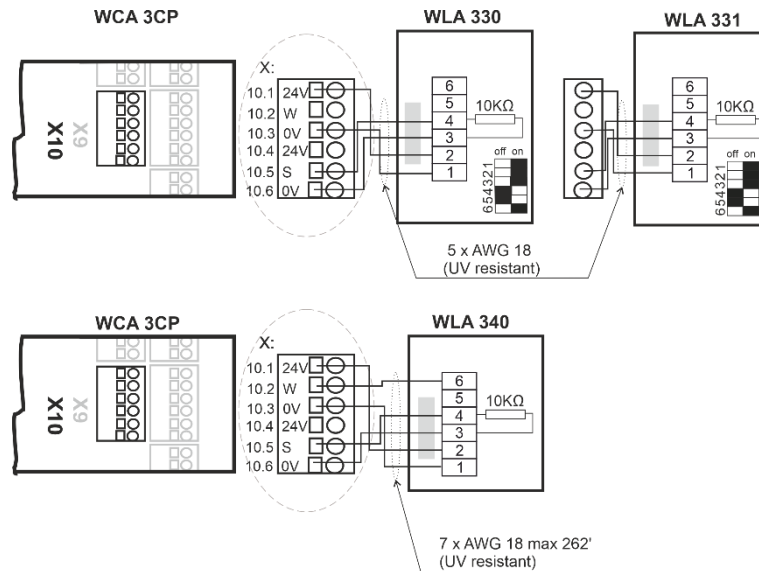 WCA 3CP
WLA 330
WLA 331
X:
10.1 24V
10.2 W
10.3 0V
10.4 24V
10.5 S
10.6 0V
X10
X9
6
5
4
3
2
1
10KΩ
off on
654321
6
5
4
3
2
1
10KΩ
off on
654321
5 x AWG 18
(UV resistant)
WCA 3CP
WLA 340
X:
10.1 24V
10.2 W
10.3 0V
10.4 24V
10.5 S
10.6 0V
X10
X9
6
5
4
3
2
1
10KΩ
7 x AWG 18 max 262'
(UV resistant)